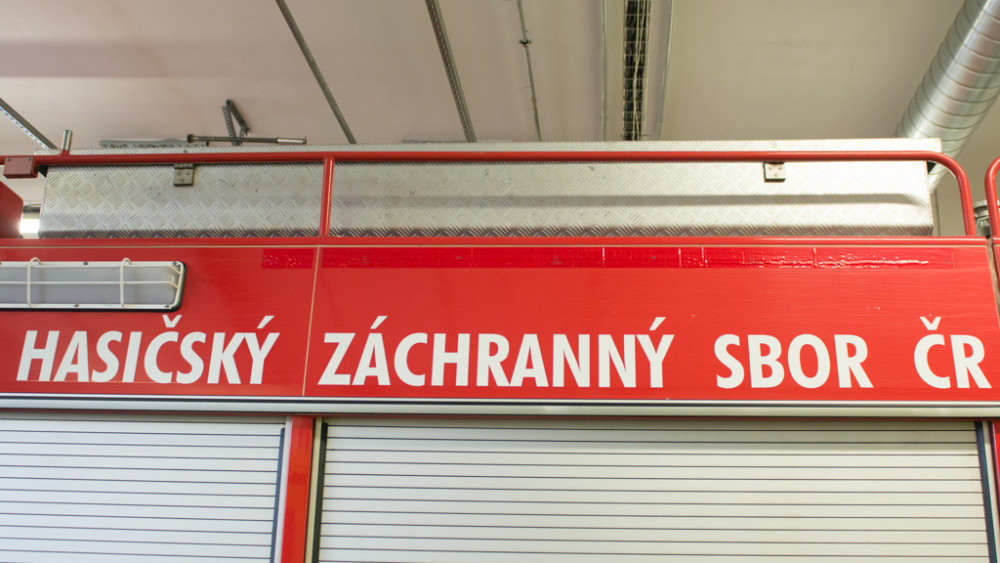 HASIČSKÝ ZÁCHRANNÝ SBOR ČR